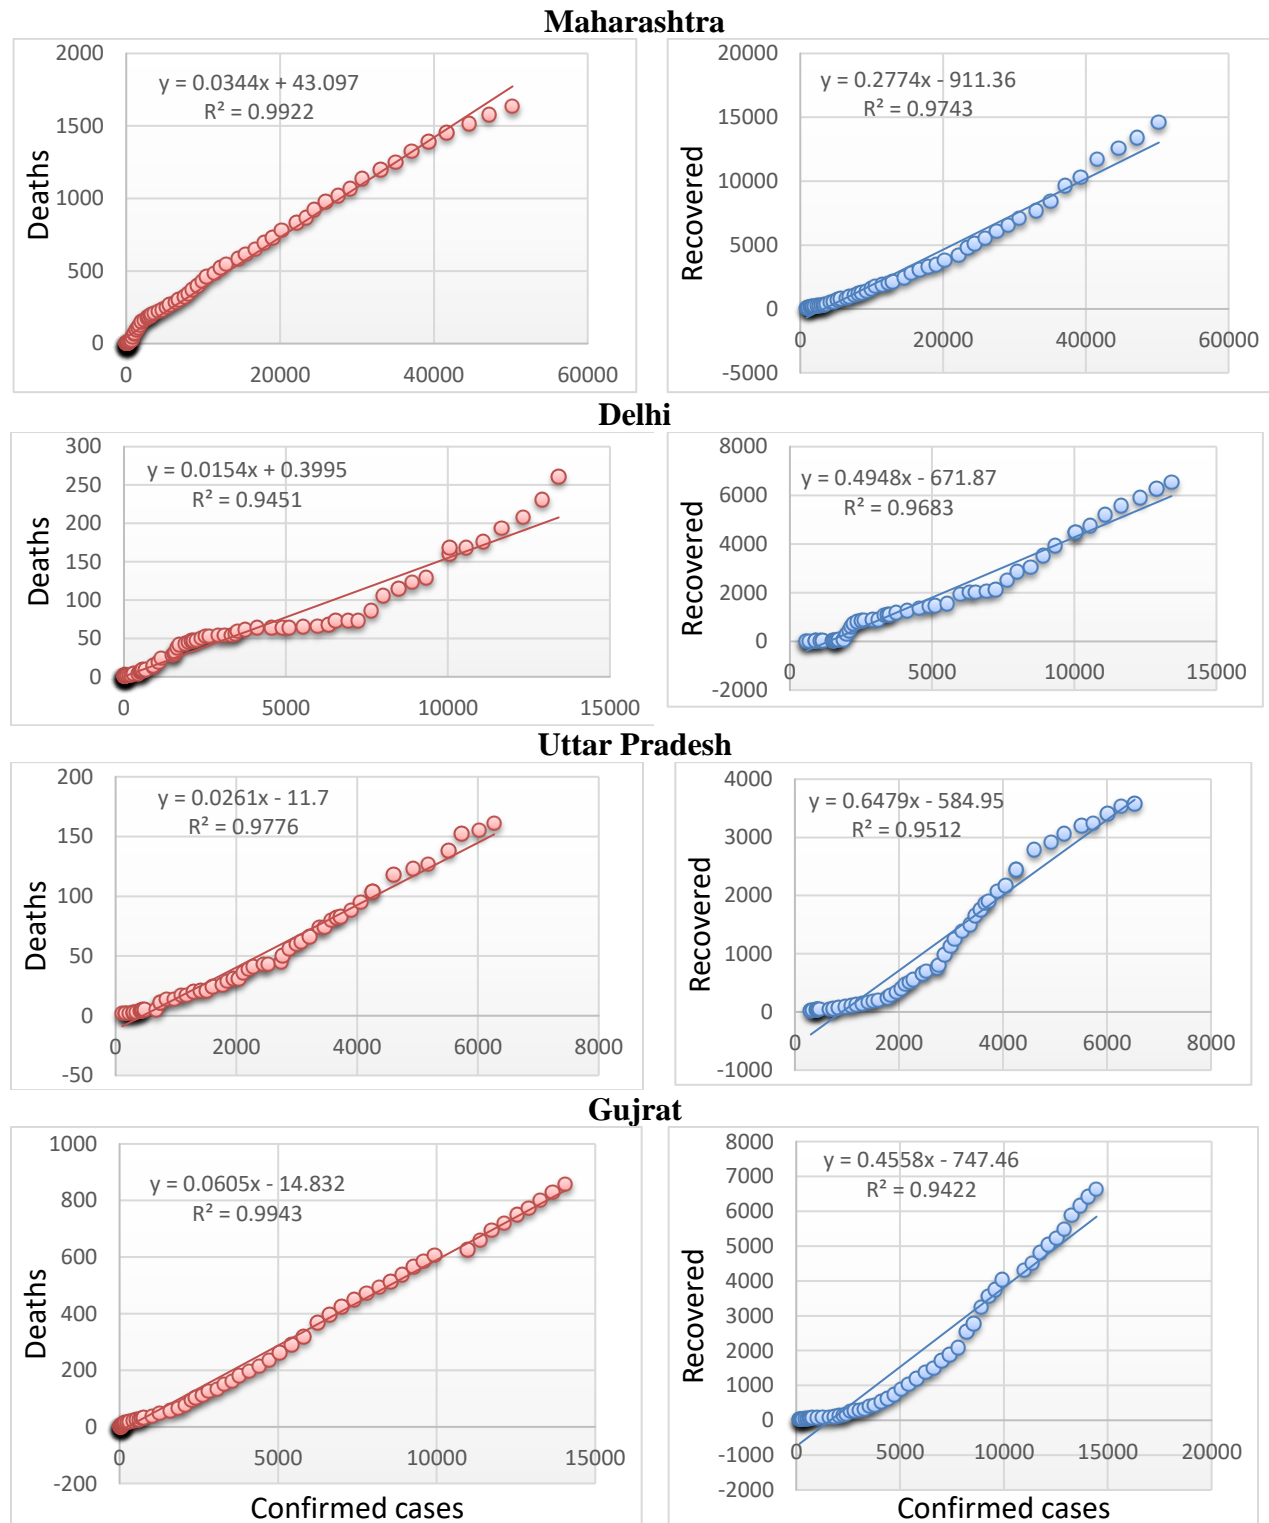 Maharashtra
2000
1500
1000
500
0
Deaths
y = 0.0344x + 43.097
R² = 0.9922
0 20000 40000 60000
20000
15000
10000
5000
0
-5000
Recovered
y = 0.2774x - 911.36
R² = 0.9743
0 20000 40000 60000
Delhi
300
250
200
150
100
50
0
Deaths
y = 0.0154x + 0.3995
R² = 0.9451
0 5000 10000 15000
8000
6000
4000
2000
0
-2000
Recovered
y = 0.4948x - 671.87
R² = 0.9683
0 5000 10000 15000
Uttar Pradesh
200
150
100
50
0
-50
Deaths
y = 0.0261x - 11.7
R² = 0.9776
0 2000 4000 6000 8000
4000
3000
2000
1000
0
-1000
Recovered
y = 0.6479x - 584.95
R² = 0.9512
0 2000 4000 6000 8000
Gujrat
1000
800
600
400
200
0
-200
Deaths
y = 0.0605x - 14.832
R² = 0.9943
0 5000 10000 15000
Confirmed cases
8000
7000
6000
5000
4000
3000
2000
1000
0
-1000
-2000
Recovered
y = 0.4558x - 747.46
R² = 0.9422
0 5000 10000 15000 20000
Confirmed cases